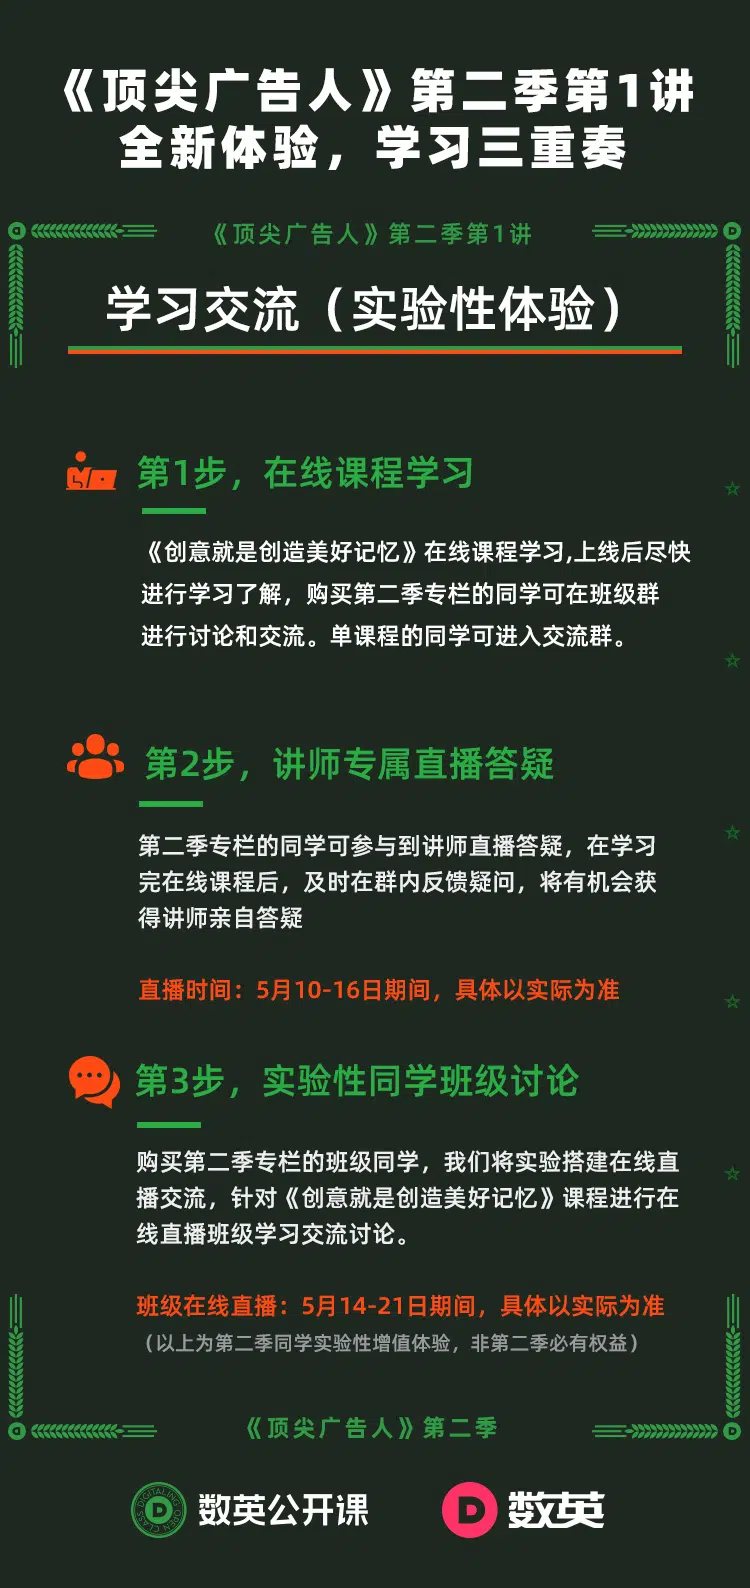 《顶尖广告人》第二季第1讲
全新体验，学习三重奏
《顶尖广告人》第二季第1讲
学习交流（实验性体验）
第1步，在线课程学习
《创意就是创造美好记忆》在线课程学习,上线后尽快
进行学习了解，购买第二季专栏的同学可在班级群
进行讨论和交流。单课程的同学可进入交流群。
第2步，讲师专属直播答疑
第二季专栏的同学可参与到讲师直播答疑，在学习
完在线课程后，及时在群内反馈疑问，将有机会获
得讲师亲自答疑
直播时间：5月10-16日期间，具体以实际为准
第3步，实验性同学班级讨论
购买第二季专栏的班级同学，我们将实验搭建在线直
播交流，针对《创意就是创造美好记忆》课程进行在
线直播班级学习交流讨论。
班级在线直播：5月14-21日期间，具体以实际为准
（以上为第二季同学实验性增值体验，非第二季必有权益）
《顶尖广告人》第二季
DIGITALING OPEN CLASS
D
数英公开课
D
数英